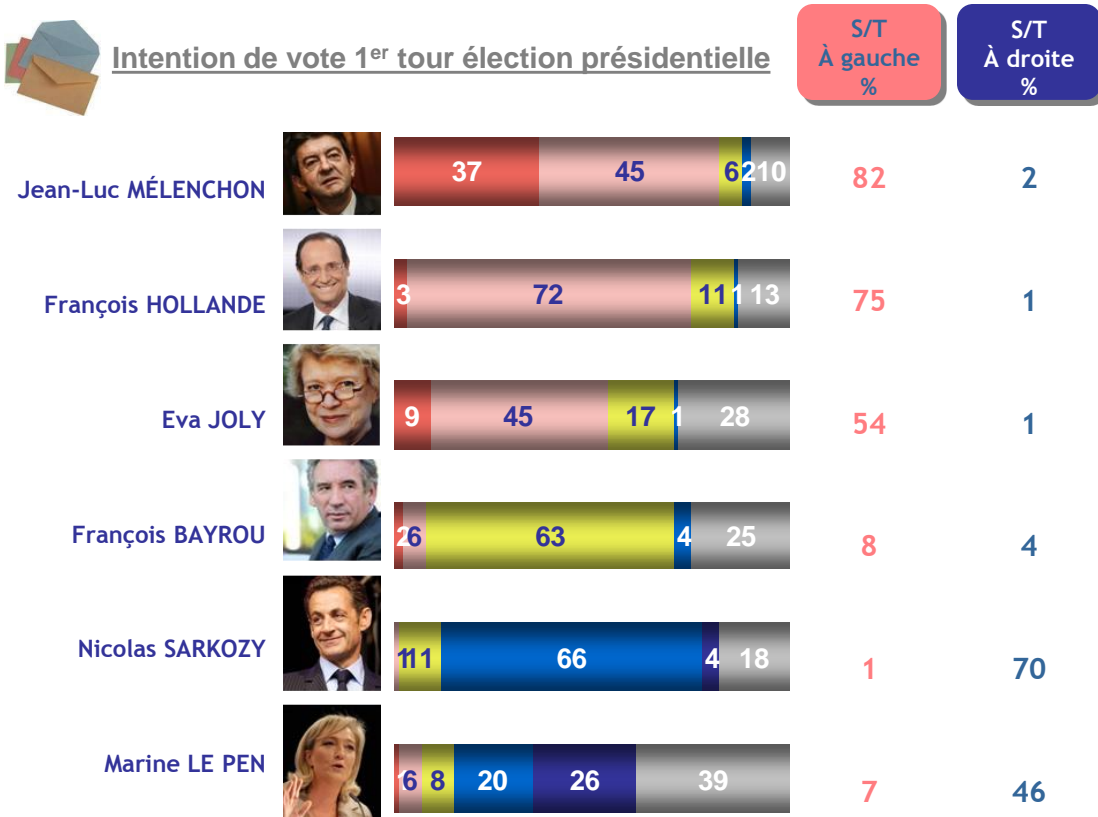 Intention de vote 1er tour élection présidentielle
S/T
À gauche
%
S/T
À droite
%
Jean-Luc MÉLENCHON 37 45 6 2 10 82 2
François HOLLANDE 3 72 11 1 13 75 1
Eva JOLY 9 45 17 1 28 54 1
François BAYROU 2 6 63 4 25 8 4
Nicolas SARKOZY 1 11 66 4 18 1 70
Marine LE PEN 1 6 8 20 26 39 7 46